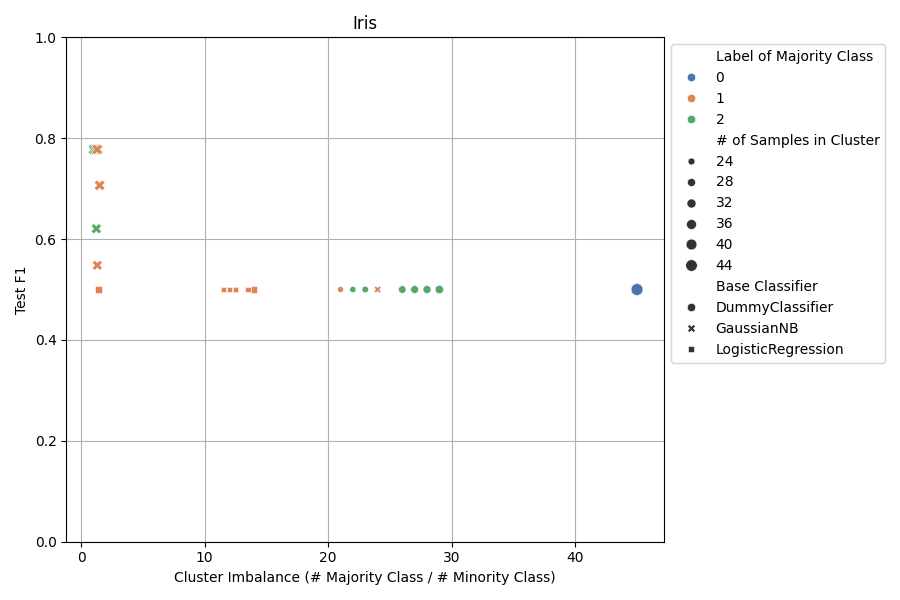 Iris
1.0
0.8
0.6
0.4
0.2
0.0
Test F1
0
10
20
30
40
Cluster Imbalance (# Majority Class / # Minority Class)
Label of Majority Class
0
1
2
# of Samples in Cluster
24
28
32
36
40
44
Base Classifier
DummyClassifier
GaussianNB
LogisticRegression